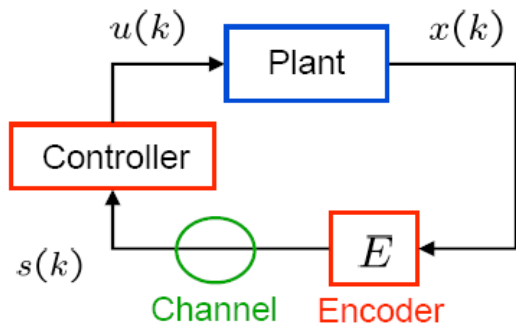 u(k)
x(k)
Plant
Controller
s(k)
E
Channel
Encoder